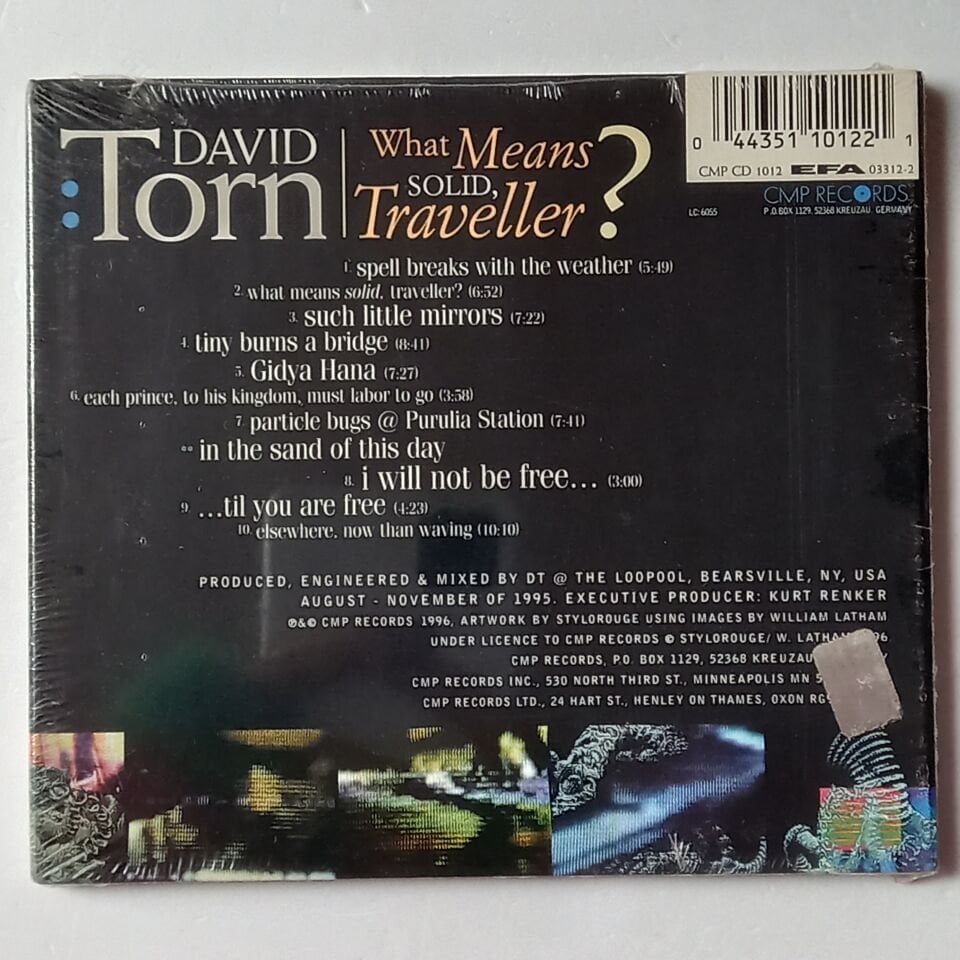 DAVID
Torn
What Means
SOLID,
Traveller?
0 44351 10122 1
CMP CD 1012 EFA 03312-2
LC: 6055
CMP RECORDS
P.O. BOX 1129. 52368 KREUZAU. GERMANY
1. spell breaks with the weather (5:49)
2. what means solid, traveller? (6:52)
3. such little mirrors (7:22)
4. tiny burns a bridge (8:41)
5. Gidya Hana (7:27)
6. each prince, to his kingdom, must labor to go (3:58)
7. particle bugs @ Purulia Station (7:41)
in the sand of this day
8. i will not be free... (3:00)
9. ...til you are free (4:23)
10. elsewhere, now than waving (10:10)
PRODUCED, ENGINEERED & MIXED BY DT @ THE LOOPOOL, BEARSVILLE, NY, USA
AUGUST - NOVEMBER OF 1995. EXECUTIVE PRODUCER: KURT RENKER
℗&© CMP RECORDS 1996, ARTWORK BY STYLOROUGE USING IMAGES BY WILLIAM LATHAM
UNDER LICENCE TO CMP RECORDS © STYLOROUGE/ W.
CMP RECORDS, P.O. BOX 1129, 52368 KREUZAU
CMP RECORDS INC., 530 NORTH THIRD ST., MINNEAPOLIS MN
CMP RECORDS LTD., 24 HART ST., HENLEY ON THAMES, OXON